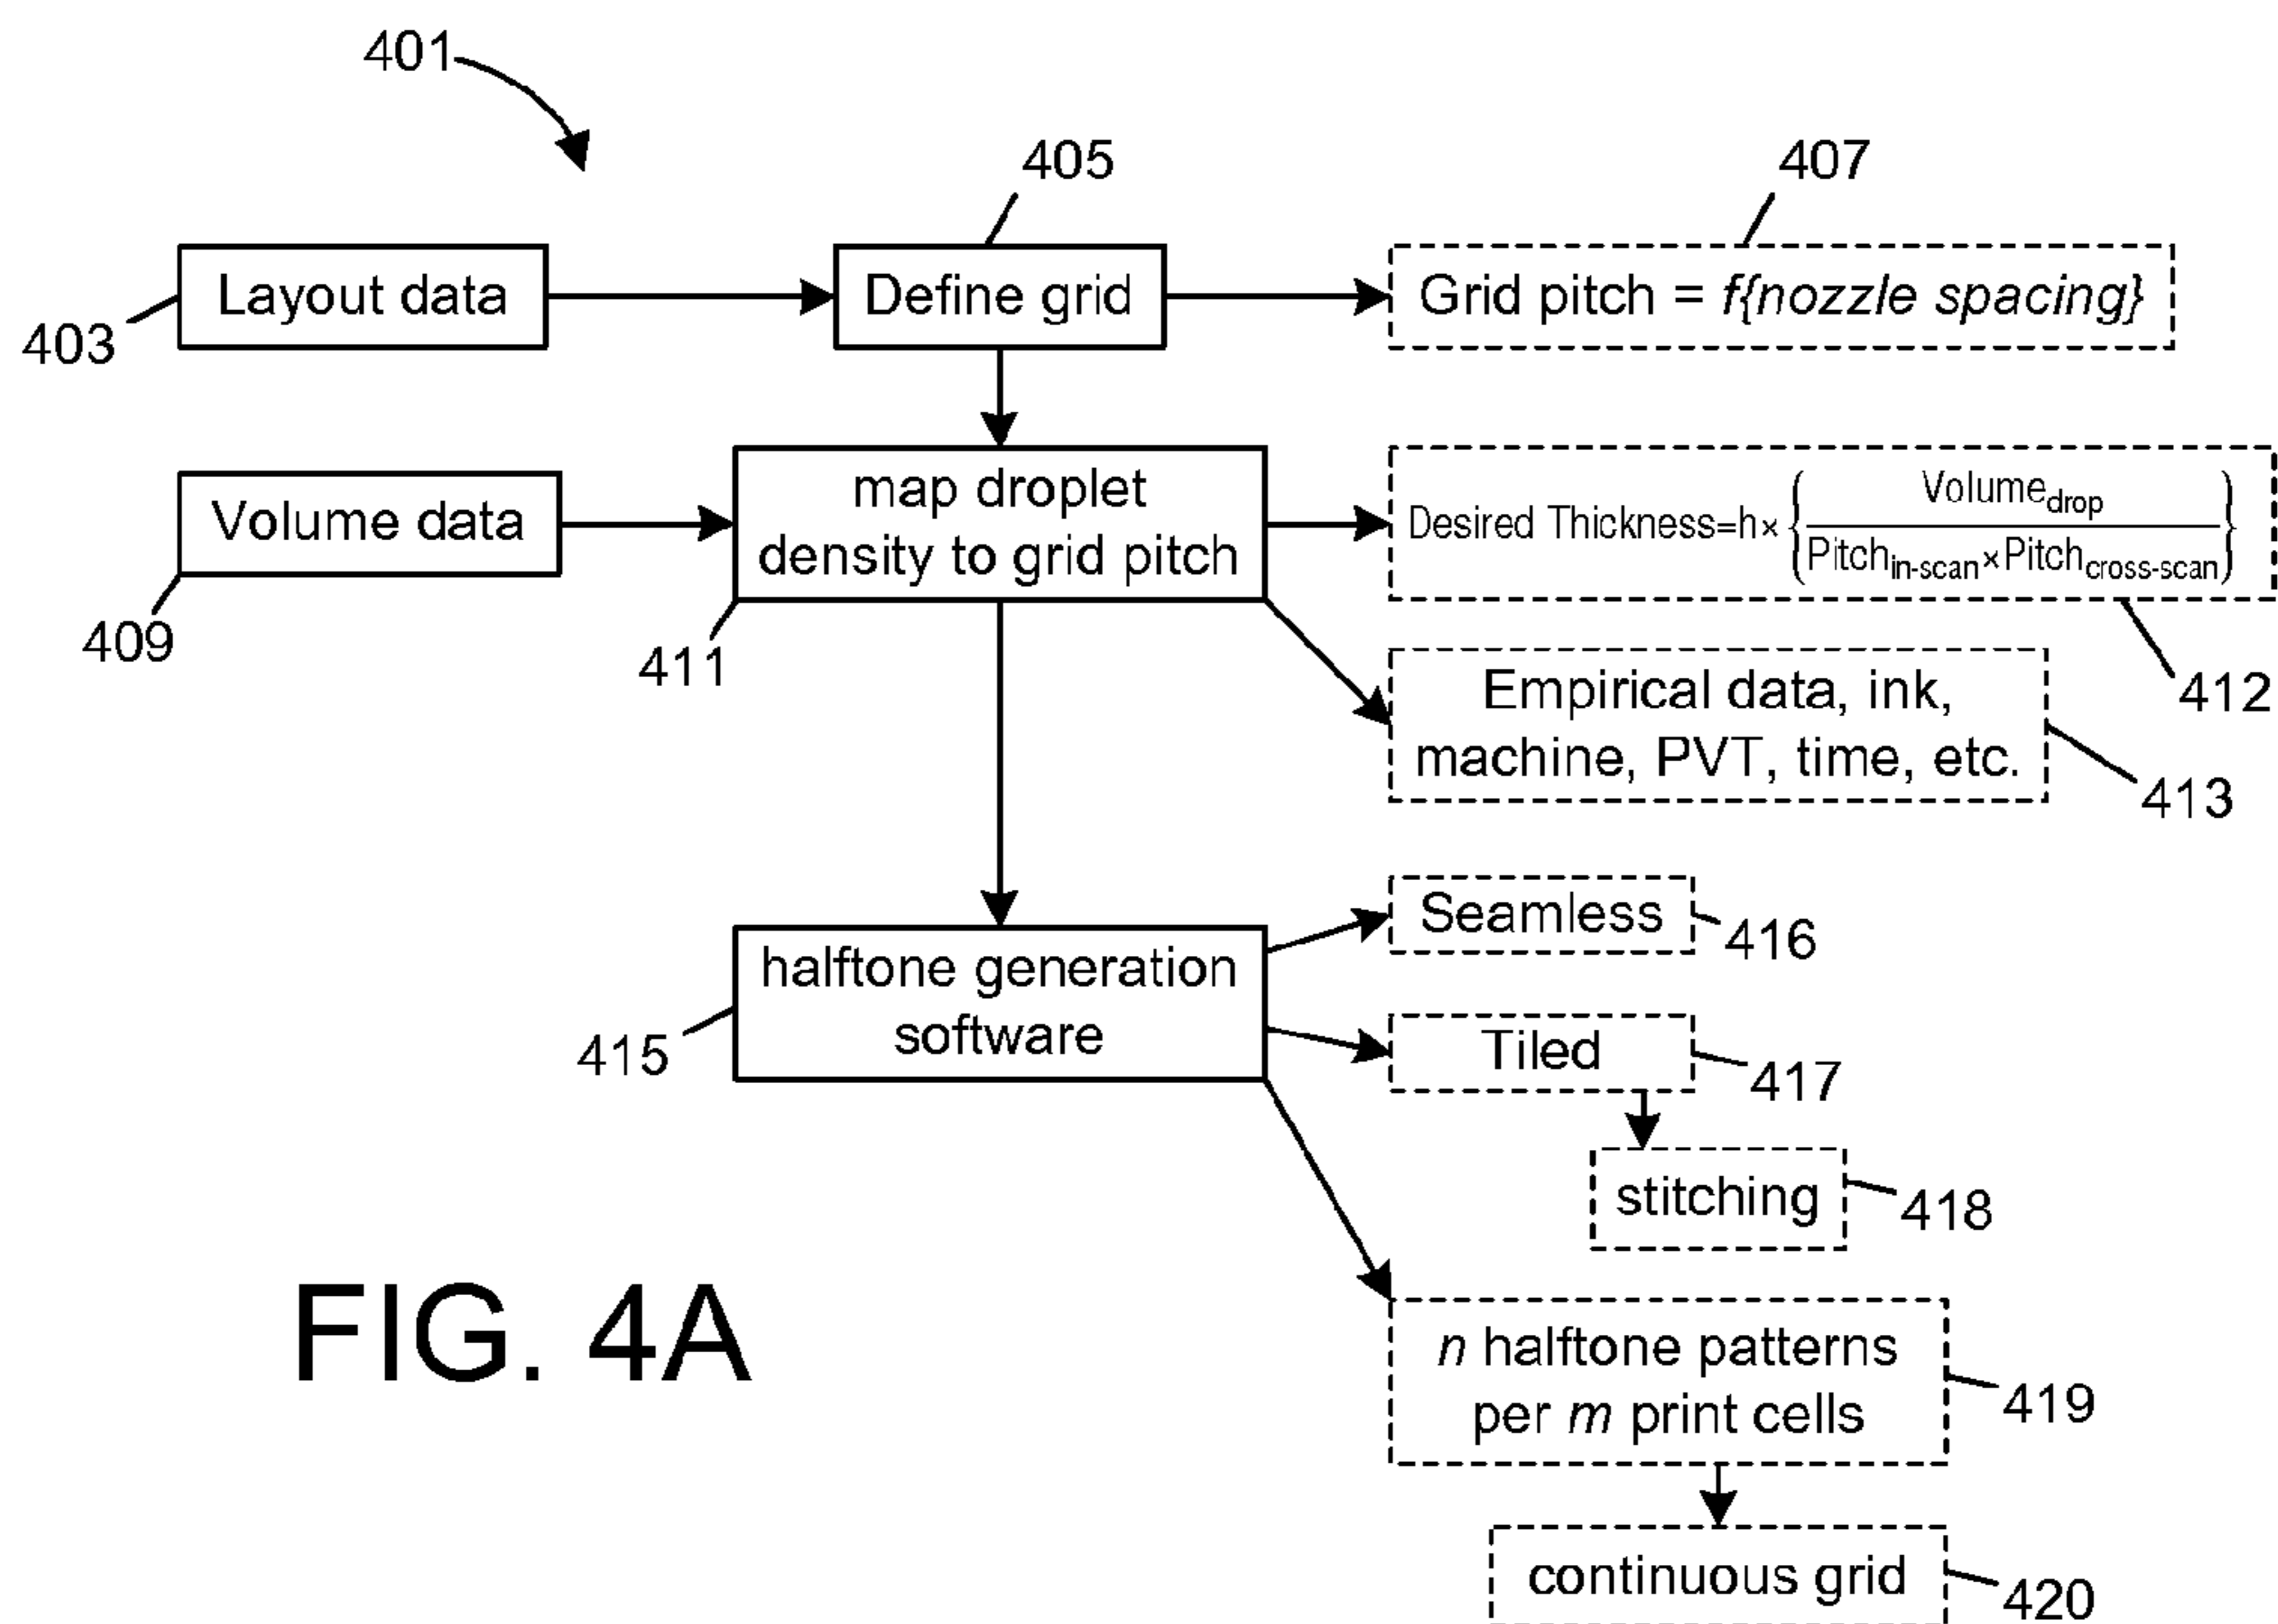 401
405
407
Layout data
Define grid
Grid pitch = f{nozzle spacing}
403
Volume data
map droplet
density to grid pitch
Desired Thickness=h×{Volume_drop / Pitch_in-scan×Pitch_cross-scan}
409
411
412
Empirical data, ink,
machine, PVT, time, etc.
413
halftone generation
software
415
Seamless
416
Tiled
417
stitching
418
n halftone patterns
per m print cells
419
continuous grid
420
FIG. 4A